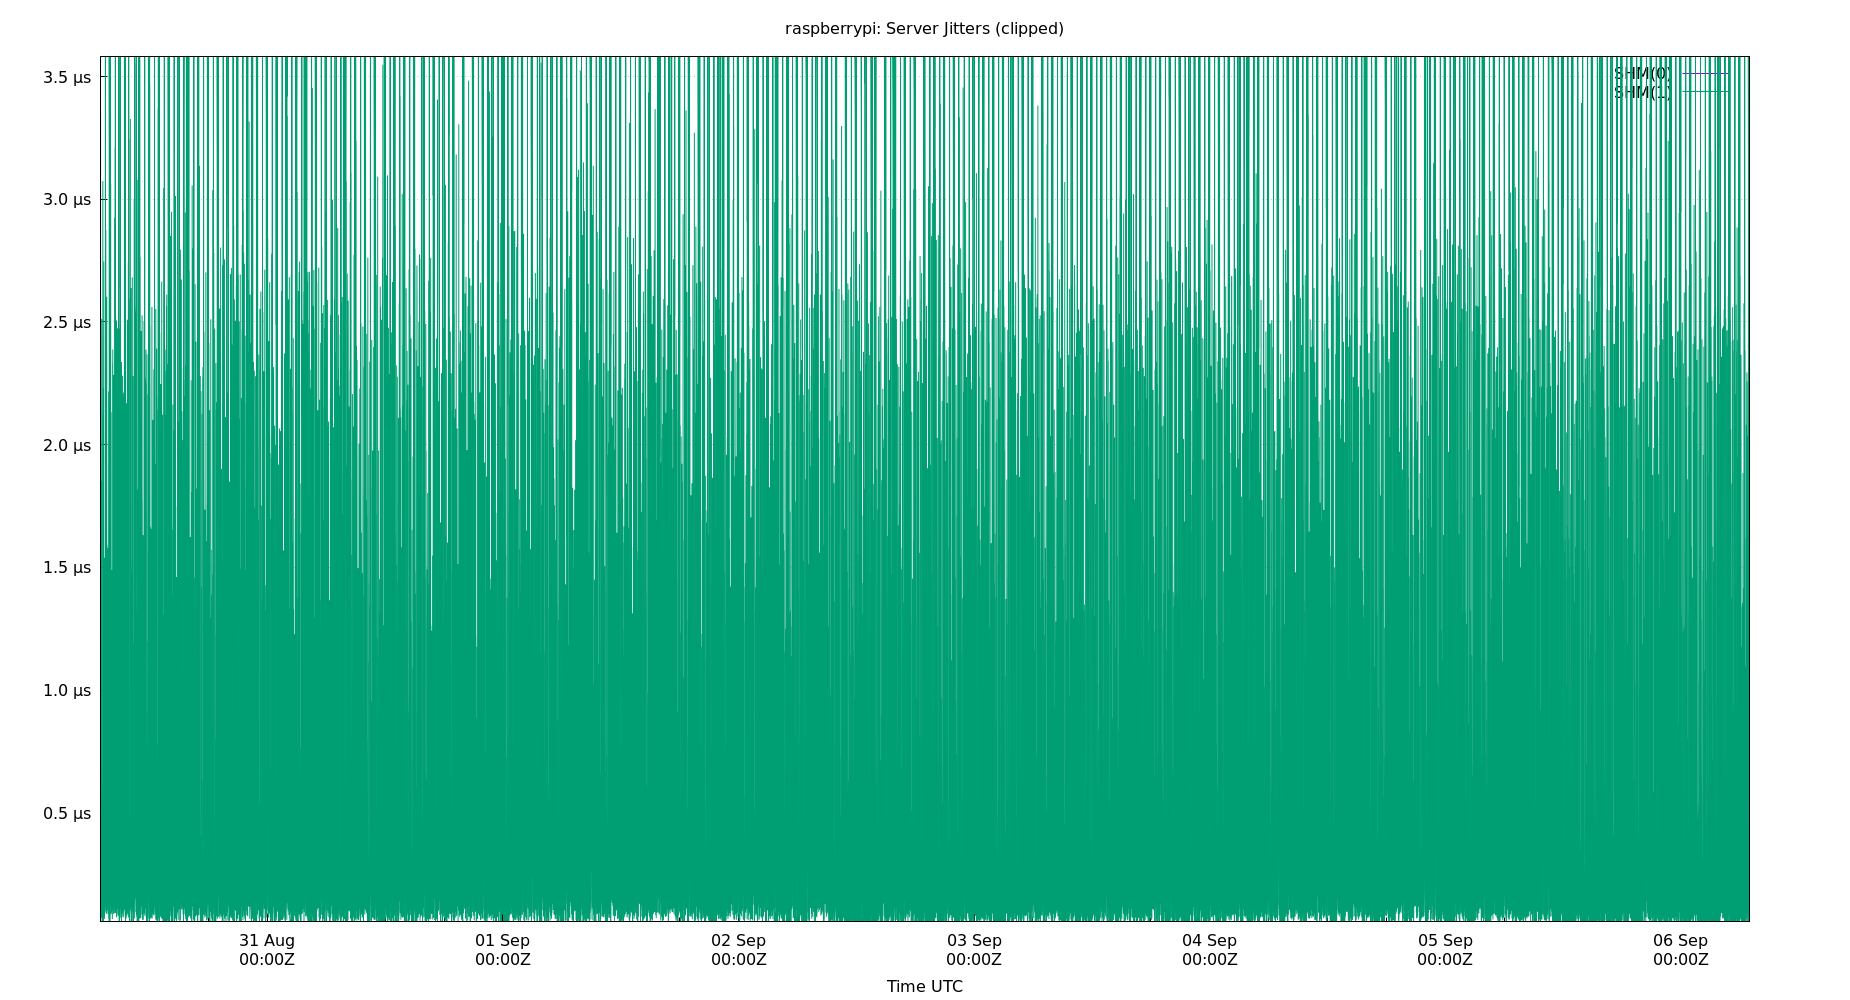 raspberrypi: Server Jitters (clipped)
3.5 µs
SHM(0)
SHM(1)
3.0 µs
2.5 µs
2.0 µs
1.5 µs
1.0 µs
0.5 µs
31 Aug 01 Sep 02 Sep 03 Sep 04 Sep 05 Sep 06 Sep
00:00Z 00:00Z 00:00Z 00:00Z 00:00Z 00:00Z 00:00Z
Time UTC